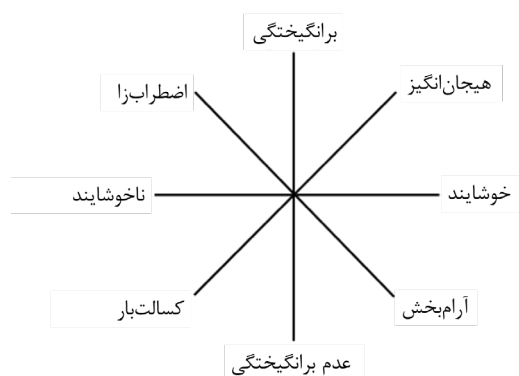 برانگیختگی
هیجان‌انگیز
اضطراب‌زا
خوشایند
ناخوشایند
آرام‌بخش
کسالت‌بار
عدم برانگیختگی